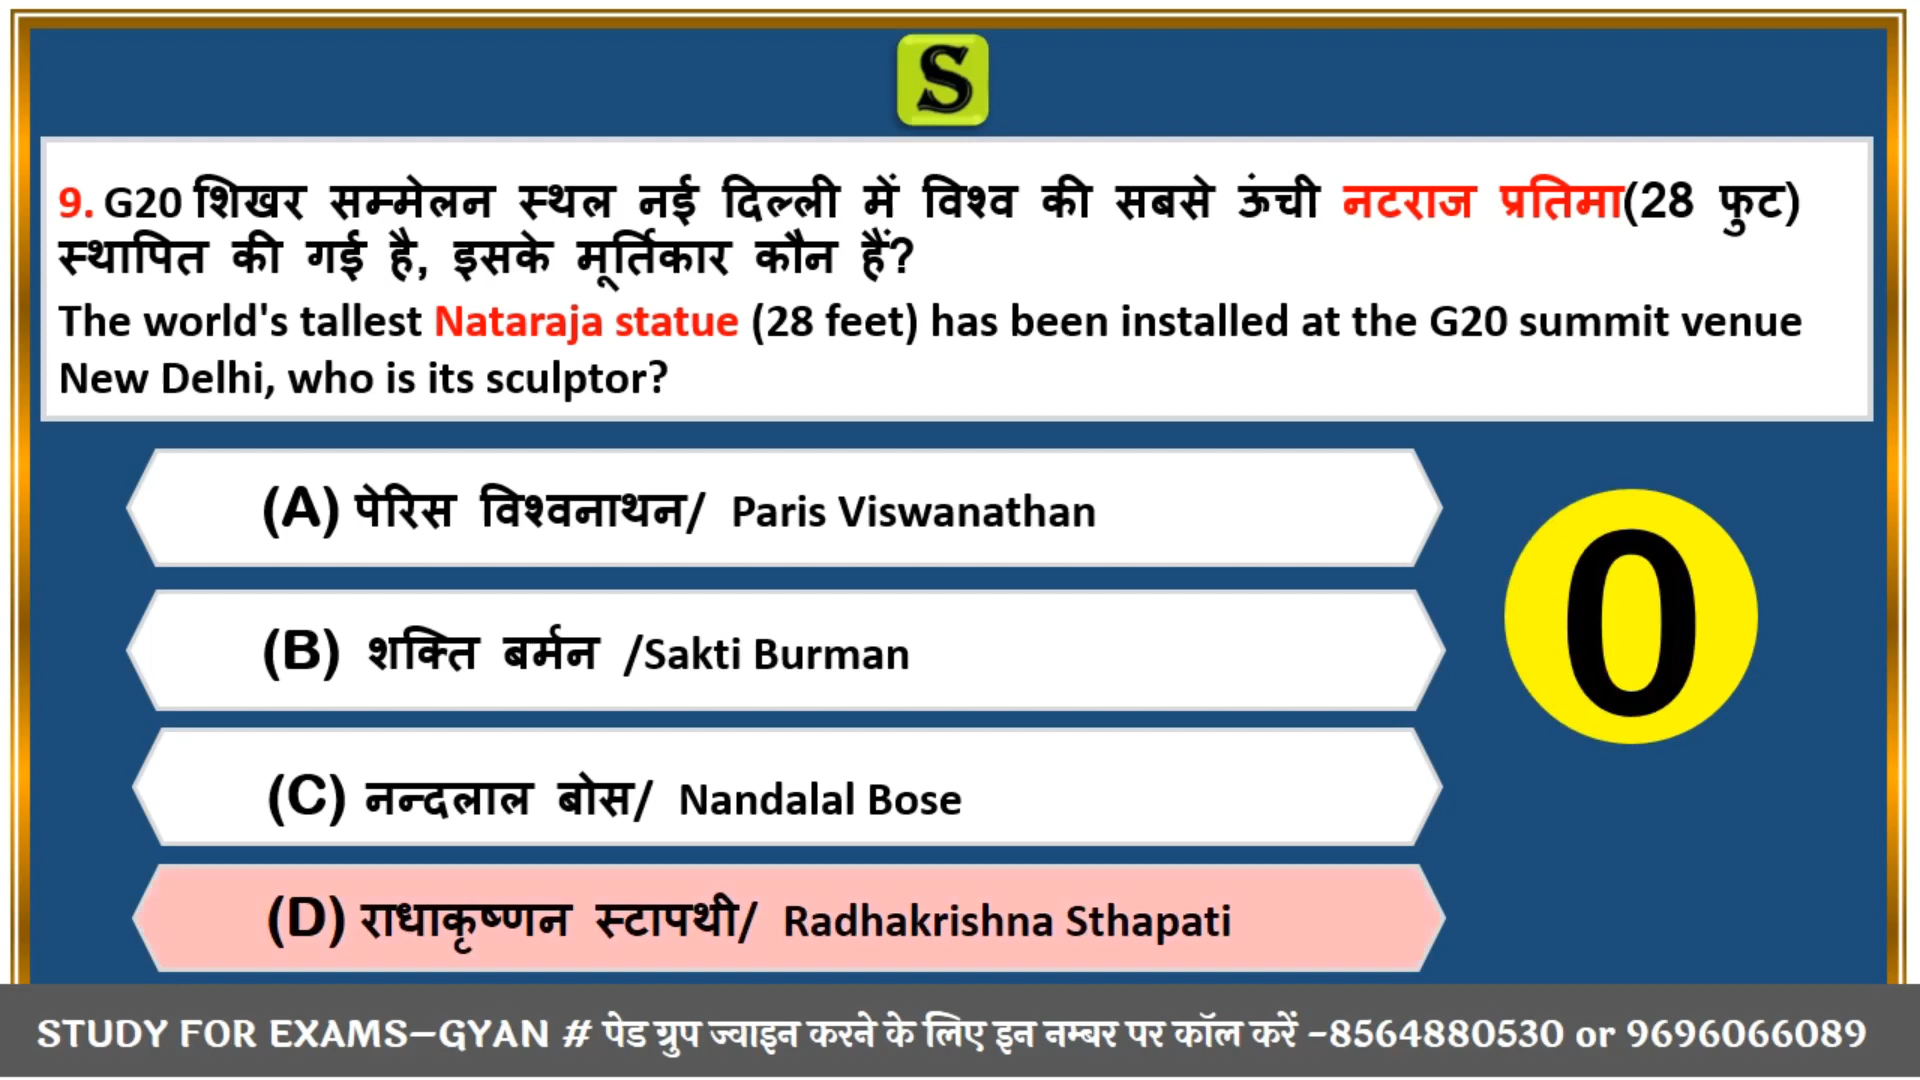 S
9. G20 शिखर सम्मेलन स्थल नई दिल्ली में विश्व की सबसे ऊंची नटराज प्रतिमा(28 फुट)
स्थापित की गई है, इसके मूर्तिकार कौन हैं?
The world's tallest Nataraja statue (28 feet) has been installed at the G20 summit venue
New Delhi, who is its sculptor?
(A) पेरिस विश्वनाथन/ Paris Viswanathan
(B) शक्ति बर्मन /Sakti Burman
0
(C) नन्दलाल बोस/ Nandalal Bose
(D) राधाकृष्णन स्टापथी/ Radhakrishna Sthapati
STUDY FOR EXAMS–GYAN # पेड ग्रुप ज्वाइन करने के लिए इन नम्बर पर कॉल करें -8564880530 or 9696066089